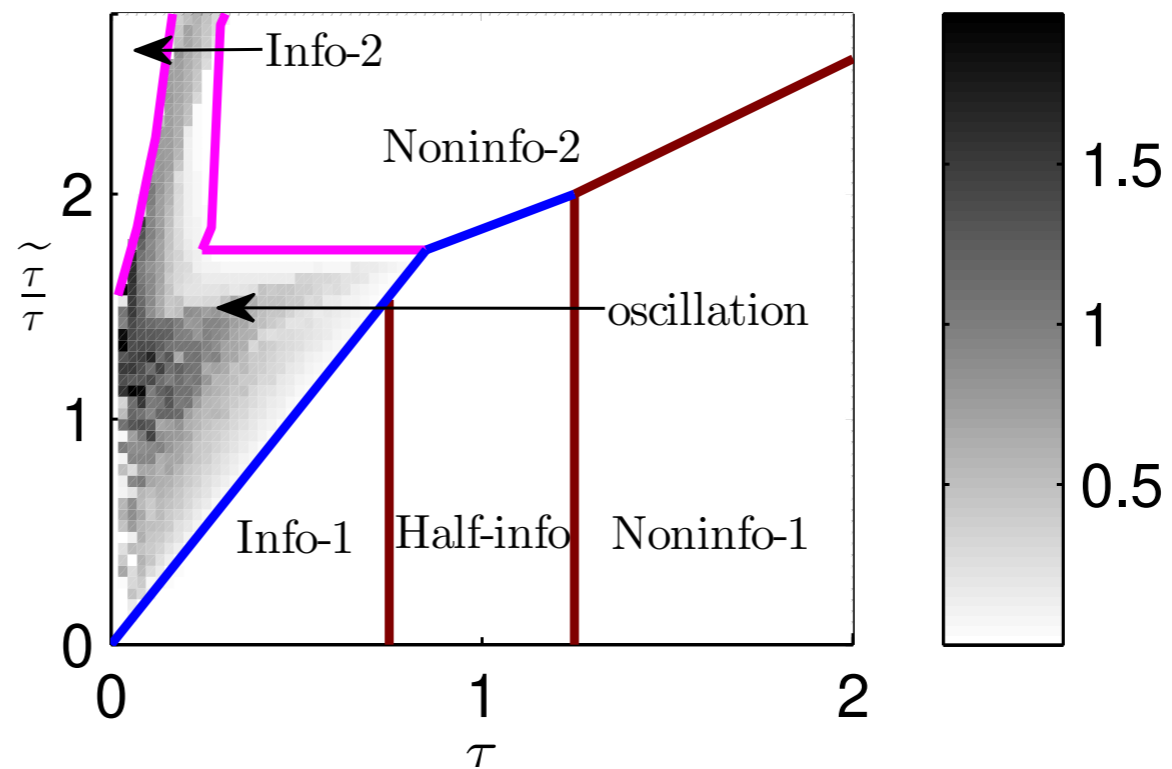 Info-2
Noninfo-2
oscillation
Info-1
Half-info
Noninfo-1
2
1
0
τ̃
τ
0
1
2
τ
1.5
1
0.5